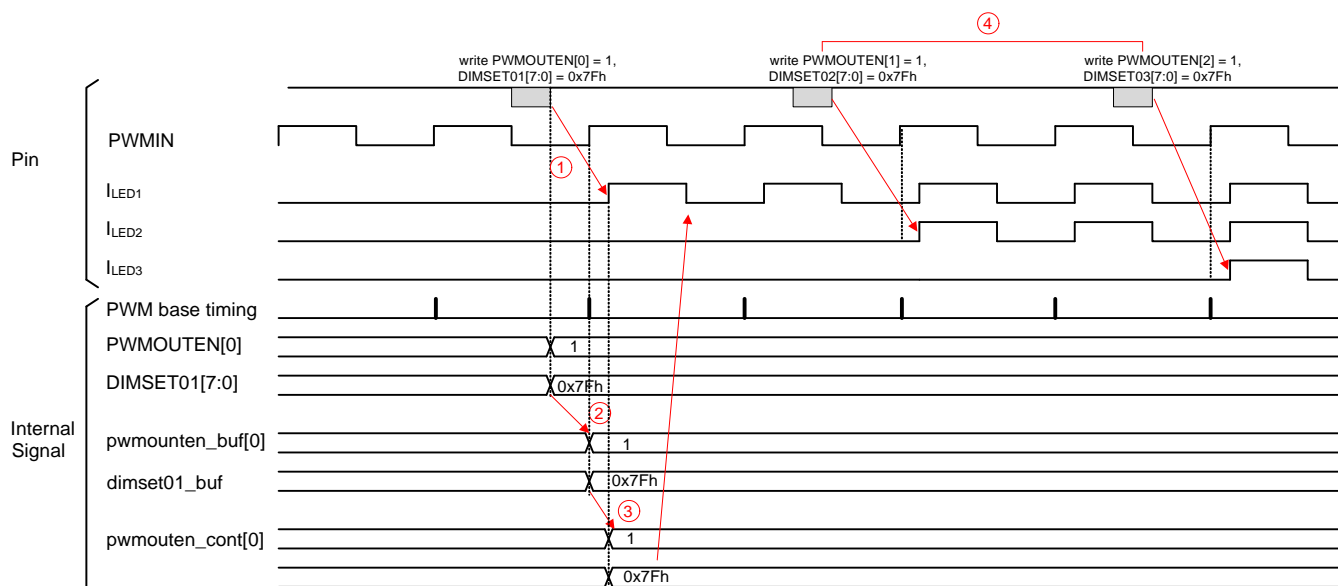 ④
write PWMOUTEN[0] = 1,
DIMSET01[7:0] = 0x7Fh
write PWMOUTEN[1] = 1,
DIMSET02[7:0] = 0x7Fh
write PWMOUTEN[2] = 1,
DIMSET03[7:0] = 0x7Fh
Pin
PWMIN
①
ILED1
ILED2
ILED3
PWM base timing
PWMOUTEN[0]
1
DIMSET01[7:0]
0x7Fh
②
Internal
Signal
pwmounten_buf[0]
1
dimset01_buf
0x7Fh
③
pwmouten_cont[0]
1
0x7Fh